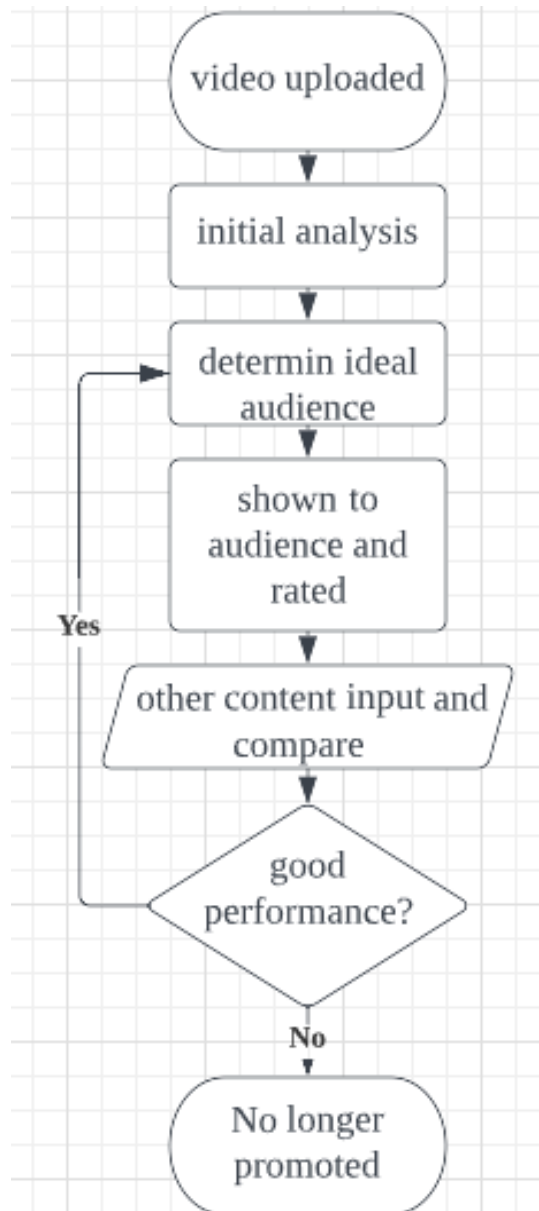 video uploaded
initial analysis
determin ideal
audience
shown to
audience and
rated
Yes
other content input and
compare
good
performance?
No
No longer
promoted